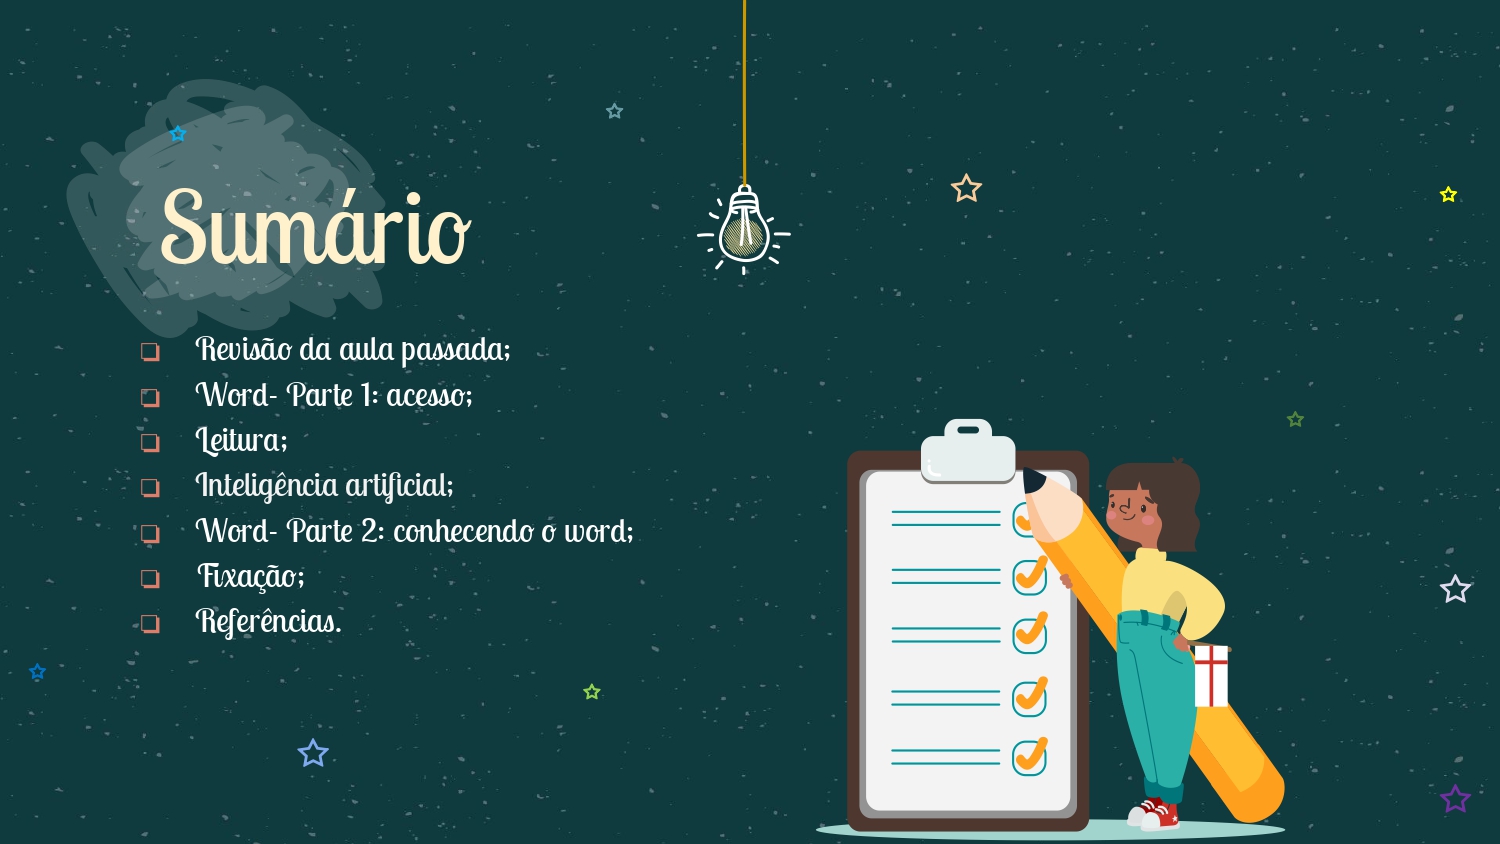 Sumário
Revisão da aula passada;
Word- Parte 1: acesso;
Leitura;
Inteligência artificial;
Word- Parte 2: conhecendo o word;
Fixação;
Referências.